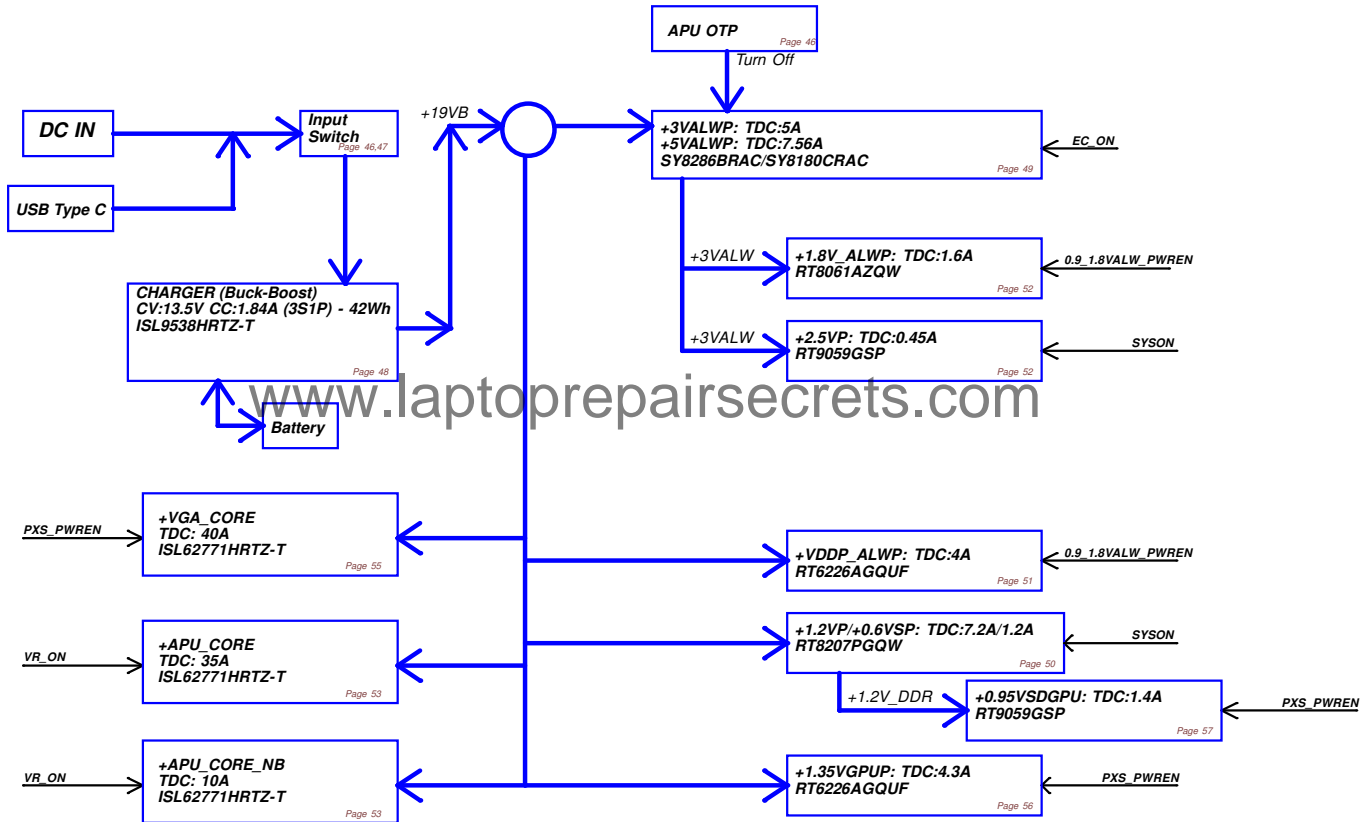 APU OTP
Page 46
Turn Off
DC IN
Input
Switch
Page 46,47
+19VB
+3VALWP: TDC:5A
+5VALWP: TDC:7.56A
SY8286BRAC/SY8180CRAC
Page 49
EC_ON
USB Type C
+3VALW
+1.8V_ALWP: TDC:1.6A
RT8061AZQW
Page 52
0.9_1.8VALW_PWREN
CHARGER (Buck-Boost)
CV:13.5V CC:1.84A (3S1P) - 42Wh
ISL9538HRTZ-T
Page 48
+3VALW
+2.5VP: TDC:0.45A
RT9059GSP
Page 52
SYSON
www.laptoprepairsecrets.com
Battery
PXS_PWREN
+VGA_CORE
TDC: 40A
ISL62771HRTZ-T
Page 55
+VDDP_ALWP: TDC:4A
RT6226AGQUF
Page 51
0.9_1.8VALW_PWREN
VR_ON
+APU_CORE
TDC: 35A
ISL62771HRTZ-T
Page 53
+1.2VP/+0.6VSP: TDC:7.2A/1.2A
RT8207PGQW
Page 50
SYSON
+1.2V_DDR
+0.95VSDGPU: TDC:1.4A
RT9059GSP
Page 57
PXS_PWREN
VR_ON
+APU_CORE_NB
TDC: 10A
ISL62771HRTZ-T
Page 53
+1.35VGPUP: TDC:4.3A
RT6226AGQUF
Page 56
PXS_PWREN